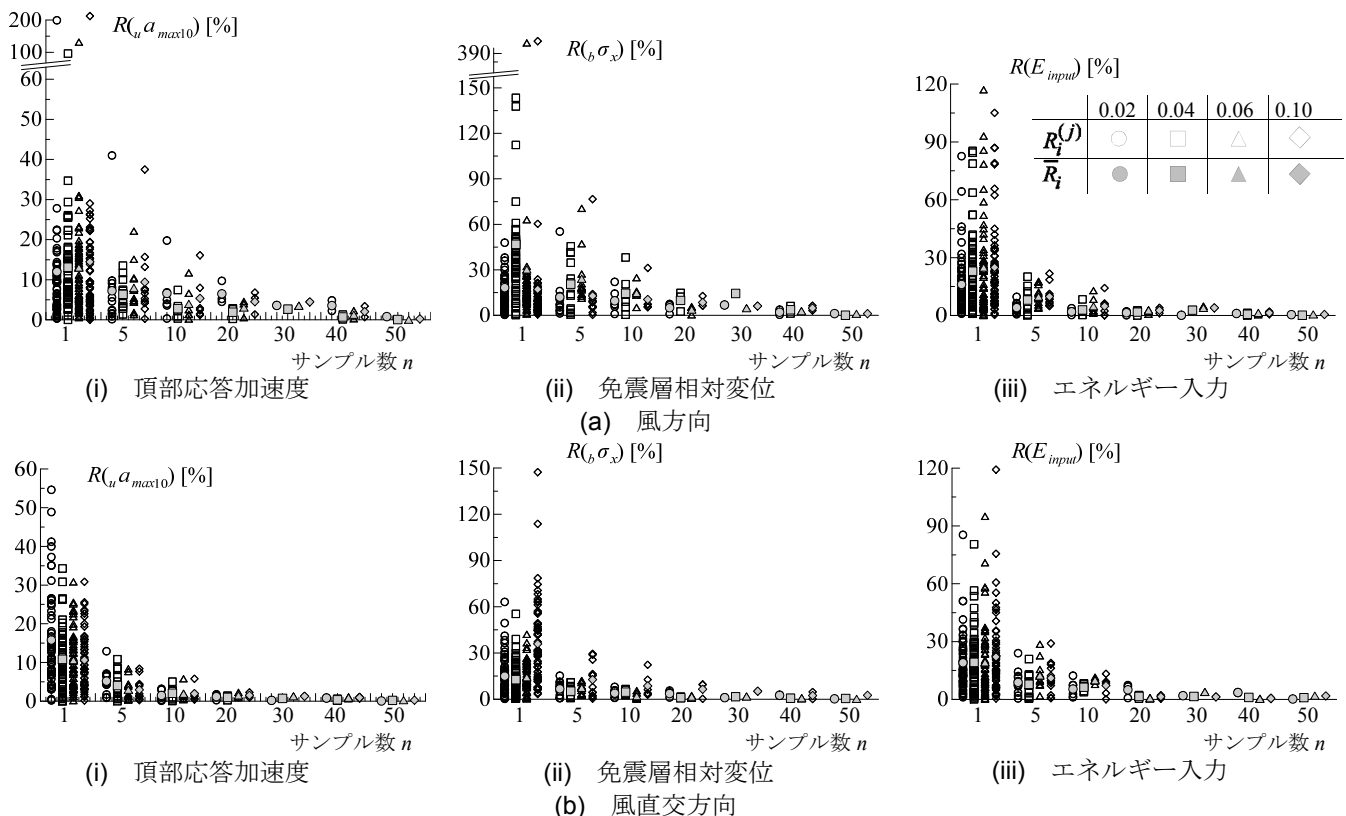 R(ᵤa_max10) [%]
200
100
60
50
40
30
20
10
0
1 5 10 20 30 40 50
サンプル数 n
(i) 頂部応答加速度
R(_bσ_x) [%]
390
150
120
90
60
30
0
1 5 10 20 30 40 50
サンプル数 n
(ii) 免震層相対変位
R(E_input) [%]
120
90
60
30
0
1 5 10 20 30 40 50
サンプル数 n
(iii) エネルギー入力
0.02 0.04 0.06 0.10
R_i^(j)
R̅_i
(a) 風方向
R(ᵤa_max10) [%]
60
50
40
30
20
10
0
1 5 10 20 30 40 50
サンプル数 n
(i) 頂部応答加速度
R(_bσ_x) [%]
150
120
90
60
30
0
1 5 10 20 30 40 50
サンプル数 n
(ii) 免震層相対変位
R(E_input) [%]
120
90
60
30
0
1 5 10 20 30 40 50
サンプル数 n
(iii) エネルギー入力
(b) 風直交方向